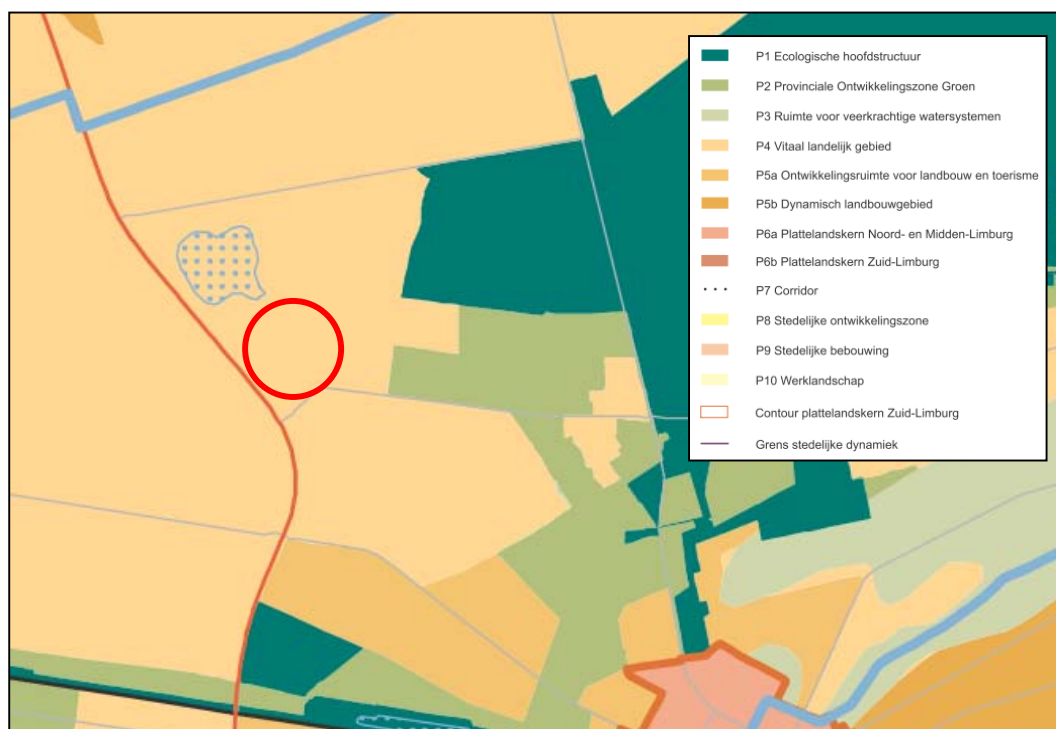 P1 Ecologische hoofdstructuur
P2 Provinciale Ontwikkelingszone Groen
P3 Ruimte voor veerkrachtige watersystemen
P4 Vitaal landelijk gebied
P5a Ontwikkelingsruimte voor landbouw en toerisme
P5b Dynamisch landbouwgebied
P6a Plattelandskern Noord- en Midden-Limburg
P6b Plattelandskern Zuid-Limburg
P7 Corridor
P8 Stedelijke ontwikkelingszone
P9 Stedelijke bebouwing
P10 Werklandschap
Contour plattelandskern Zuid-Limburg
Grens stedelijke dynamiek